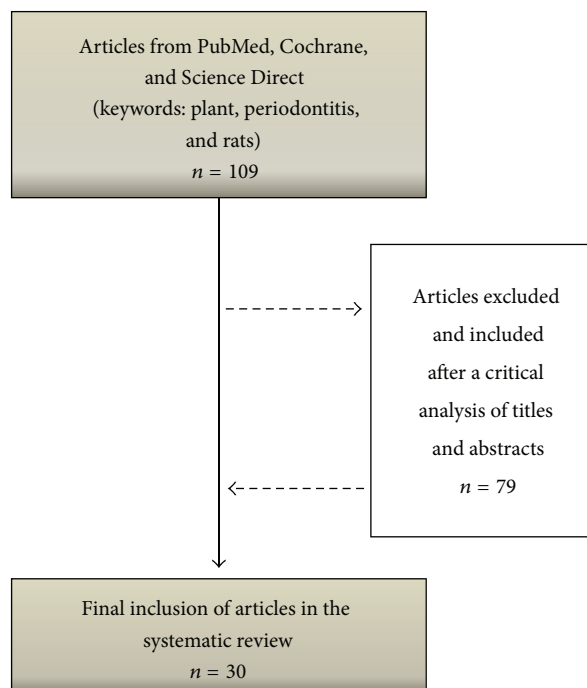 Articles from PubMed, Cochrane,
and Science Direct
(keywords: plant, periodontitis,
and rats)
n = 109
Articles excluded
and included
after a critical
analysis of titles
and abstracts
n = 79
Final inclusion of articles in the
systematic review
n = 30